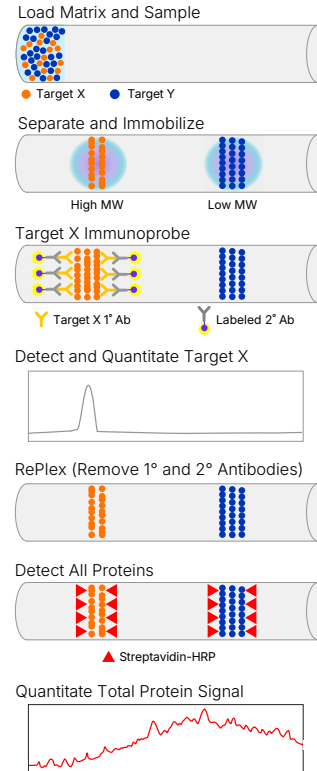 Load Matrix and Sample
Target X Target Y
Separate and Immobilize
High MW Low MW
Target X Immunoprobe
Target X 1˚ Ab Labeled 2˚ Ab
Detect and Quantitate Target X
RePlex (Remove 1° and 2° Antibodies)
Detect All Proteins
Streptavidin-HRP
Quantitate Total Protein Signal